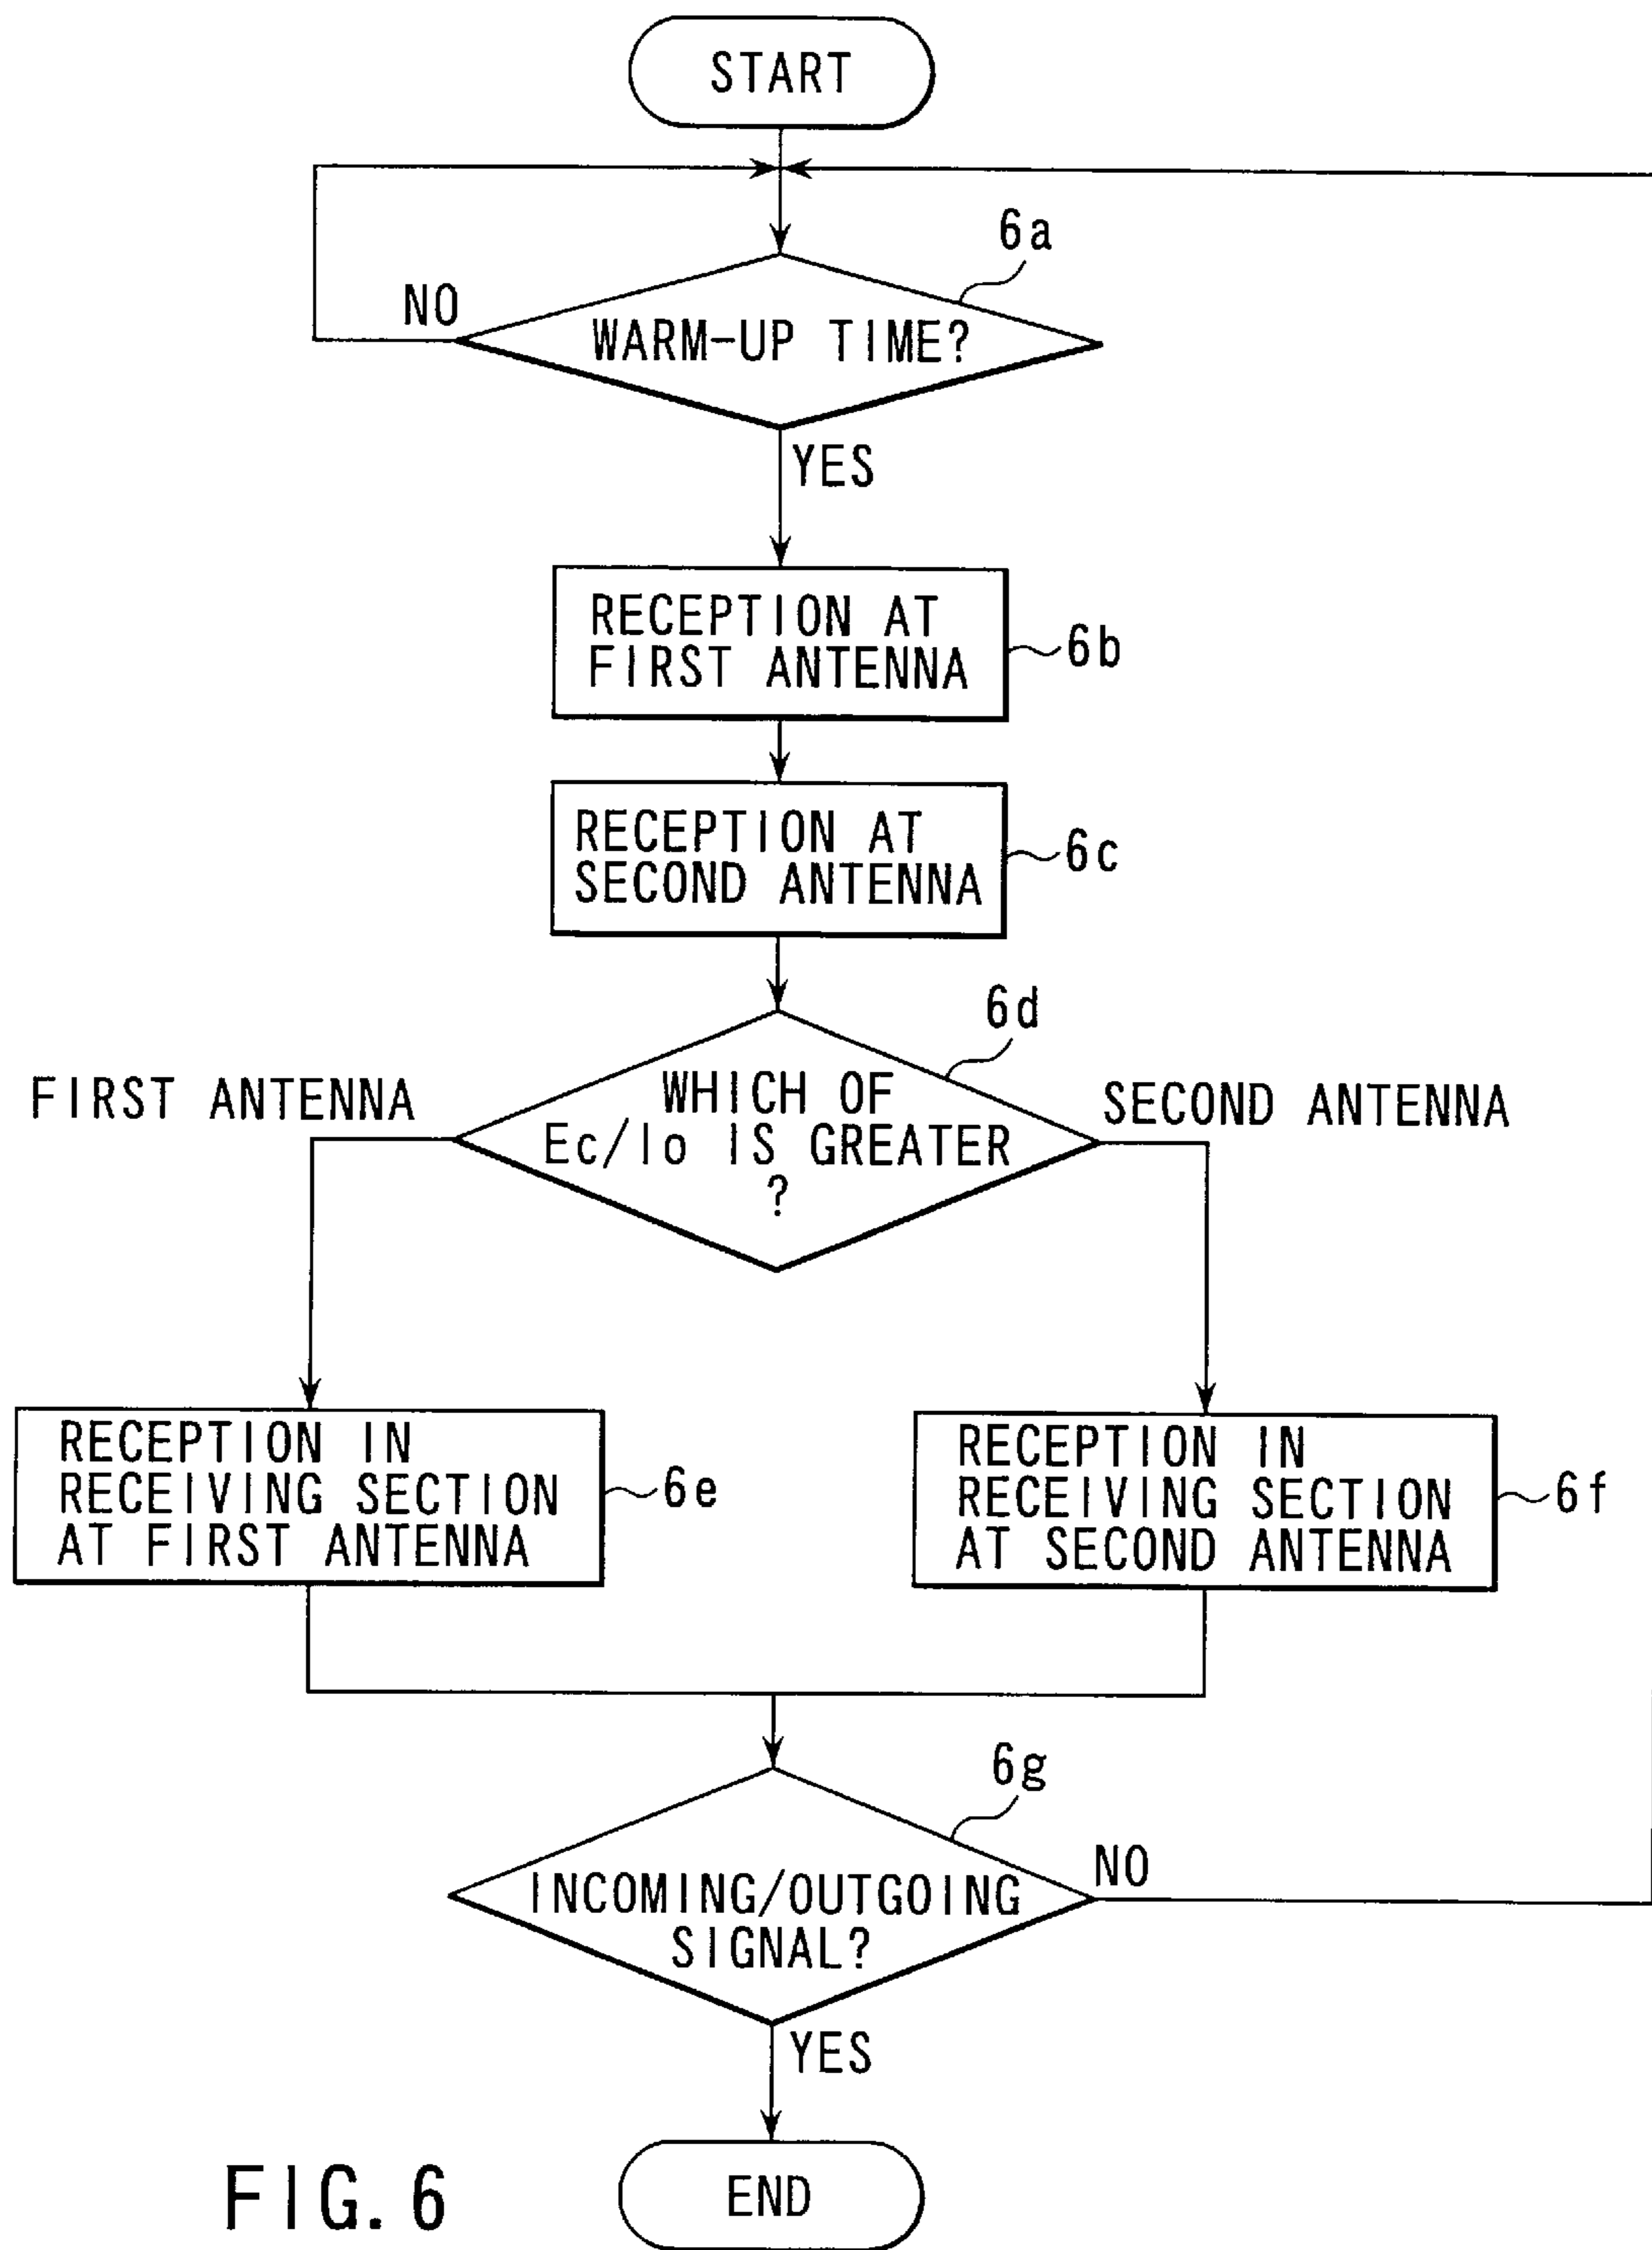 START
6a
NO
WARM-UP TIME?
YES
RECEPTION AT
FIRST ANTENNA
6b
RECEPTION AT
SECOND ANTENNA
6c
6d
FIRST ANTENNA
WHICH OF
Ec/Io IS GREATER
?
SECOND ANTENNA
RECEPTION IN
RECEIVING SECTION
AT FIRST ANTENNA
6e
RECEPTION IN
RECEIVING SECTION
AT SECOND ANTENNA
6f
6g
INCOMING/OUTGOING
SIGNAL?
NO
YES
END
FIG. 6